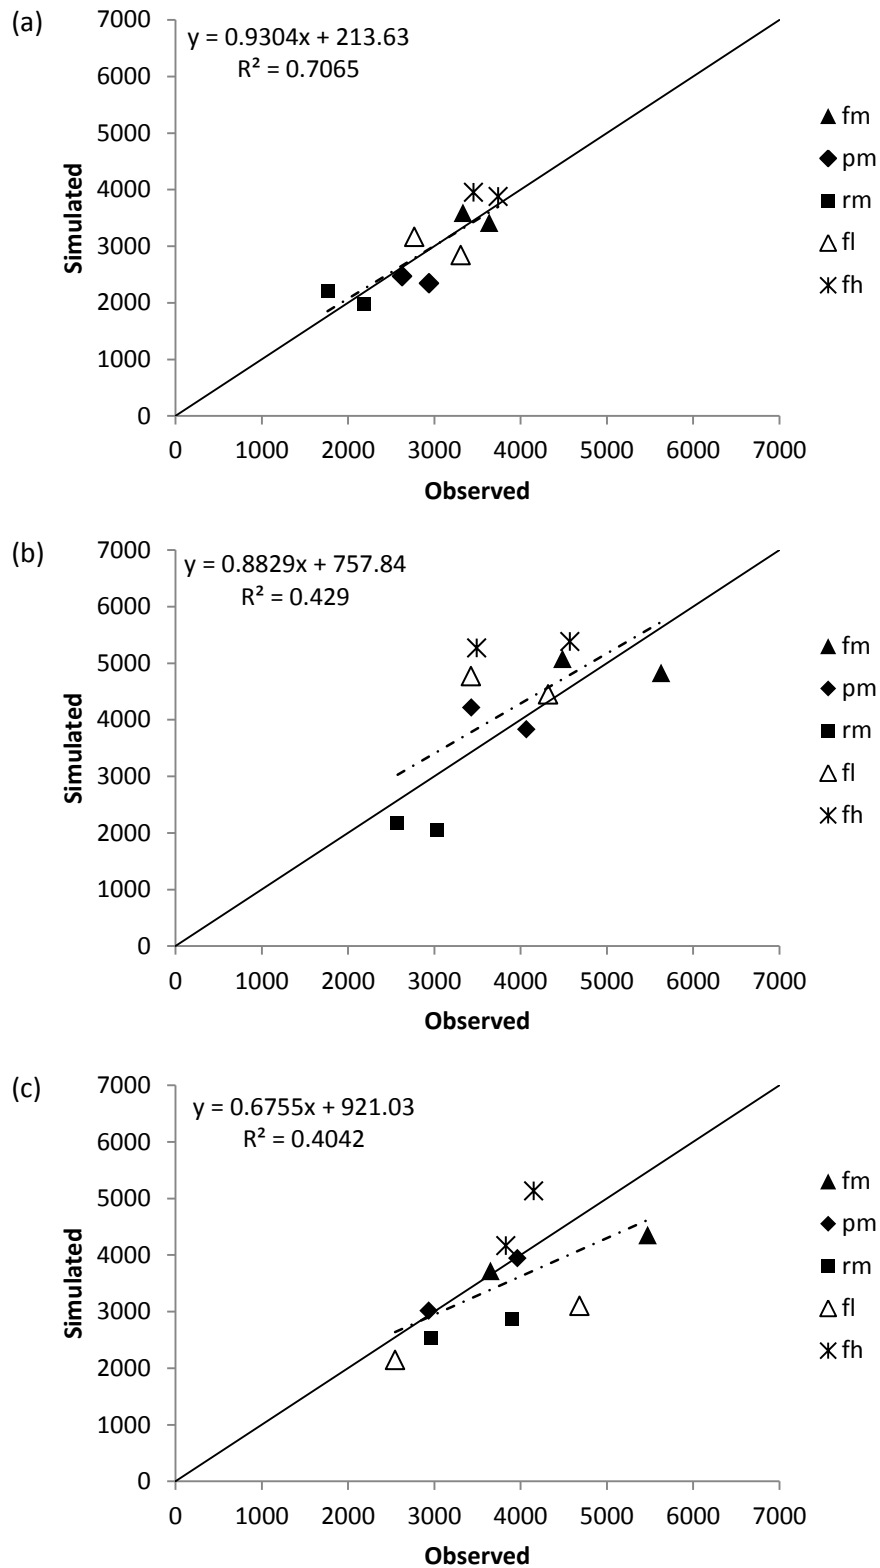 (a)
y = 0.9304x + 213.63
R² = 0.7065
7000
6000
5000
4000
3000
2000
1000
0
Simulated
0 1000 2000 3000 4000 5000 6000 7000
Observed
fm
pm
rm
fl
fh
(b)
y = 0.8829x + 757.84
R² = 0.429
7000
6000
5000
4000
3000
2000
1000
0
Simulated
0 1000 2000 3000 4000 5000 6000 7000
Observed
fm
pm
rm
fl
fh
(c)
y = 0.6755x + 921.03
R² = 0.4042
7000
6000
5000
4000
3000
2000
1000
0
Simulated
0 1000 2000 3000 4000 5000 6000 7000
Observed
fm
pm
rm
fl
fh